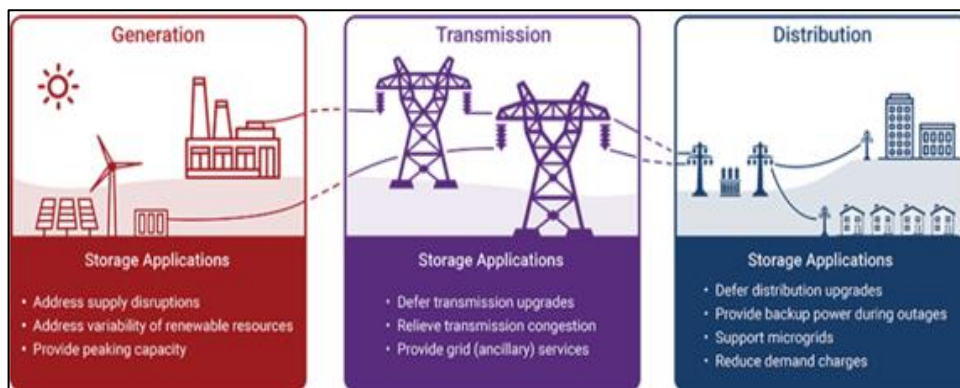 Generation
Storage Applications
• Address supply disruptions
• Address variability of renewable resources
• Provide peaking capacity
Transmission
Storage Applications
• Defer transmission upgrades
• Relieve transmission congestion
• Provide grid (ancillary) services
Distribution
Storage Applications
• Defer distribution upgrades
• Provide backup power during outages
• Support microgrids
• Reduce demand charges